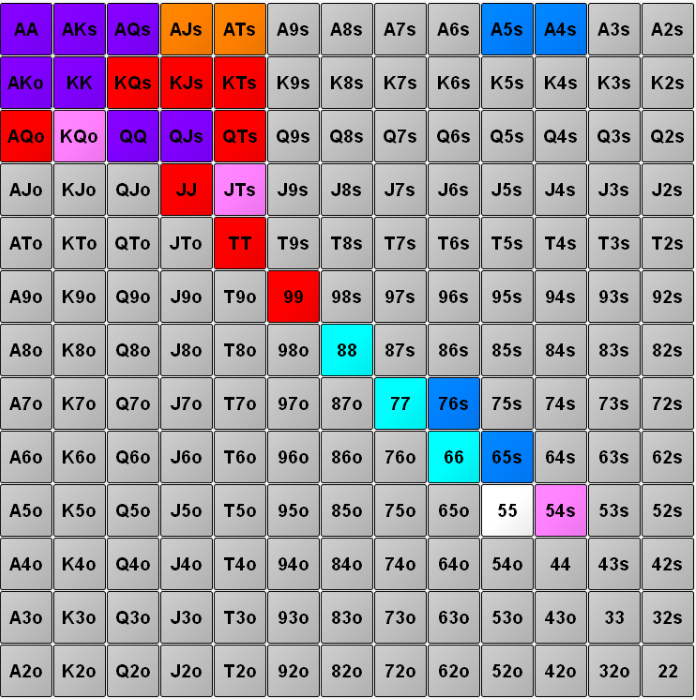 AA AKs AQs AJs ATs A9s A8s A7s A6s A5s A4s A3s A2s
AKo KK KQs KJs KTs K9s K8s K7s K6s K5s K4s K3s K2s
AQo KQo QQ QJs QTs Q9s Q8s Q7s Q6s Q5s Q4s Q3s Q2s
AJo KJo QJo JJ JTs J9s J8s J7s J6s J5s J4s J3s J2s
ATo KTo QTo JTo TT T9s T8s T7s T6s T5s T4s T3s T2s
A9o K9o Q9o J9o T9o 99 98s 97s 96s 95s 94s 93s 92s
A8o K8o Q8o J8o T8o 98o 88 87s 86s 85s 84s 83s 82s
A7o K7o Q7o J7o T7o 97o 87o 77 76s 75s 74s 73s 72s
A6o K6o Q6o J6o T6o 96o 86o 76o 66 65s 64s 63s 62s
A5o K5o Q5o J5o T5o 95o 85o 75o 65o 55 54s 53s 52s
A4o K4o Q4o J4o T4o 94o 84o 74o 64o 54o 44 43s 42s
A3o K3o Q3o J3o T3o 93o 83o 73o 63o 53o 43o 33 32s
A2o K2o Q2o J2o T2o 92o 82o 72o 62o 52o 42o 32o 22